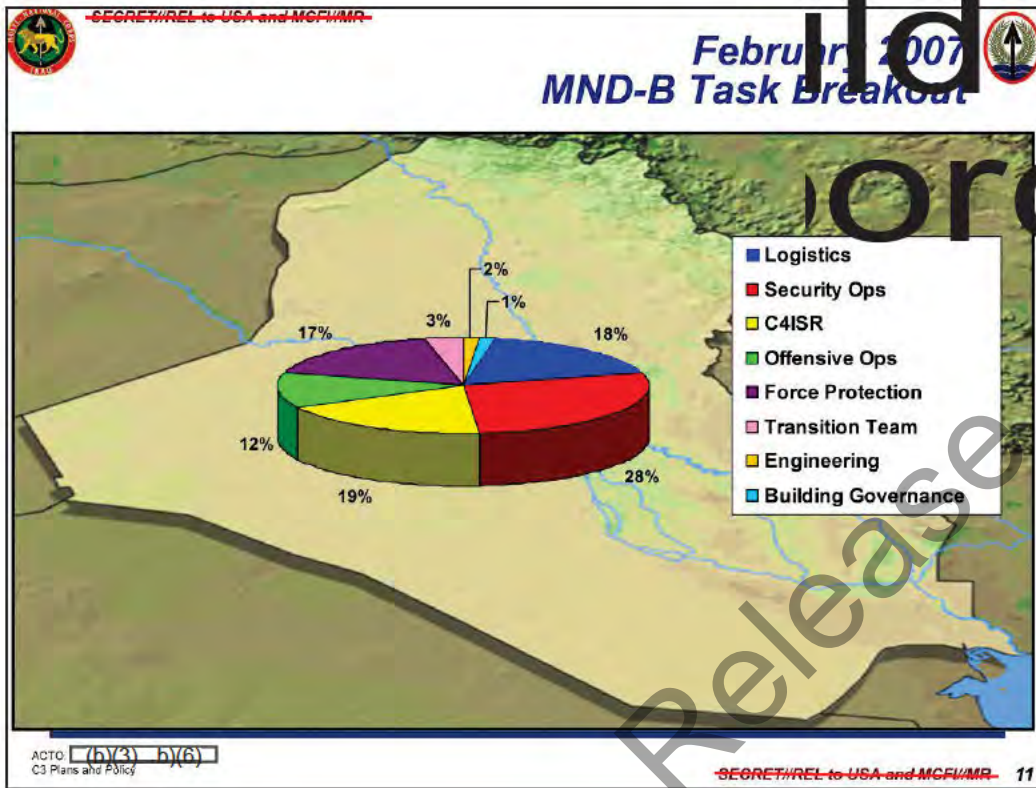 SECRET//REL to USA and MCFI//MR
February 2007
MND-B Task Breakout
Logistics
Security Ops
C4ISR
Offensive Ops
Force Protection
Transition Team
Engineering
Building Governance
2%
1%
3%
17%
18%
12%
19%
28%
Release
ACTO: (b)(3) b)(6)
C3 Plans and Policy
SECRET//REL to USA and MCFI//MR 11